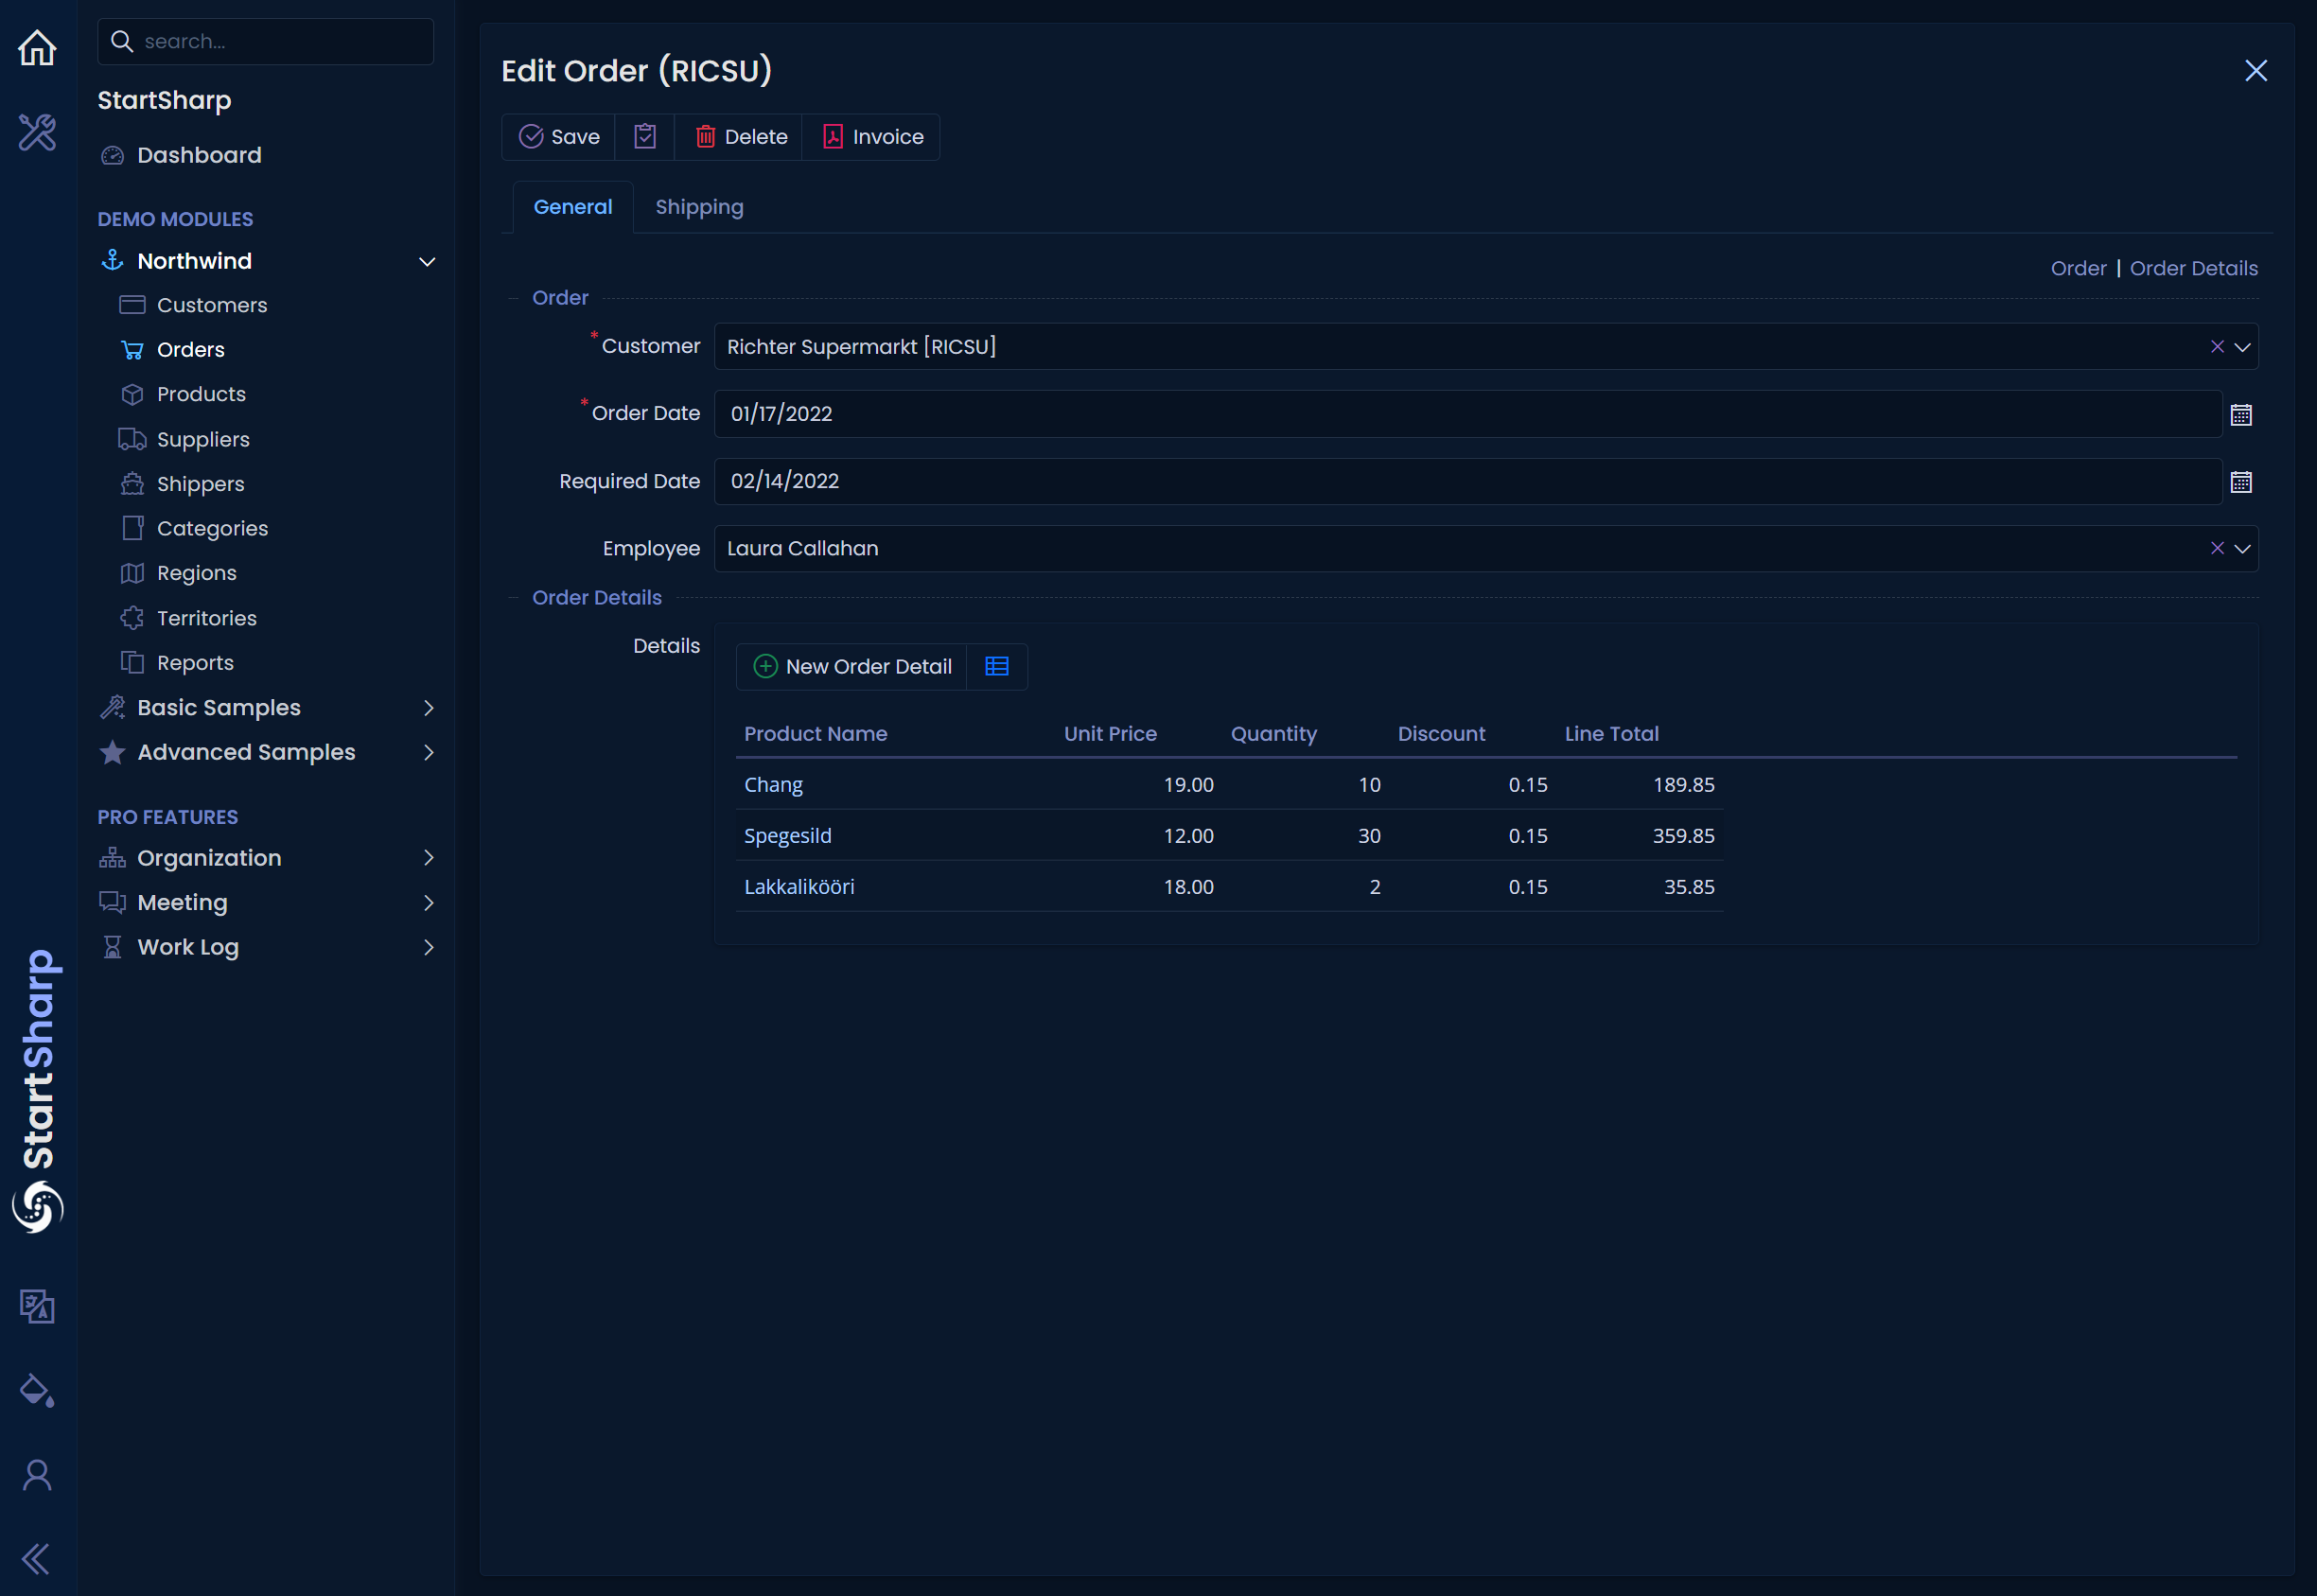 search...
StartSharp
Dashboard
DEMO MODULES
Northwind
Customers
Orders
Products
Suppliers
Shippers
Categories
Regions
Territories
Reports
Basic Samples
Advanced Samples
PRO FEATURES
Organization
Meeting
Work Log
StartSharp
Edit Order (RICSU)
Save Delete Invoice
General Shipping
Order | Order Details
Order
*Customer Richter Supermarkt [RICSU]
*Order Date 01/17/2022
Required Date 02/14/2022
Employee Laura Callahan
Order Details
Details
New Order Detail
Product Name Unit Price Quantity Discount Line Total
Chang 19.00 10 0.15 189.85
Spegesild 12.00 30 0.15 359.85
Lakkalikööri 18.00 2 0.15 35.85